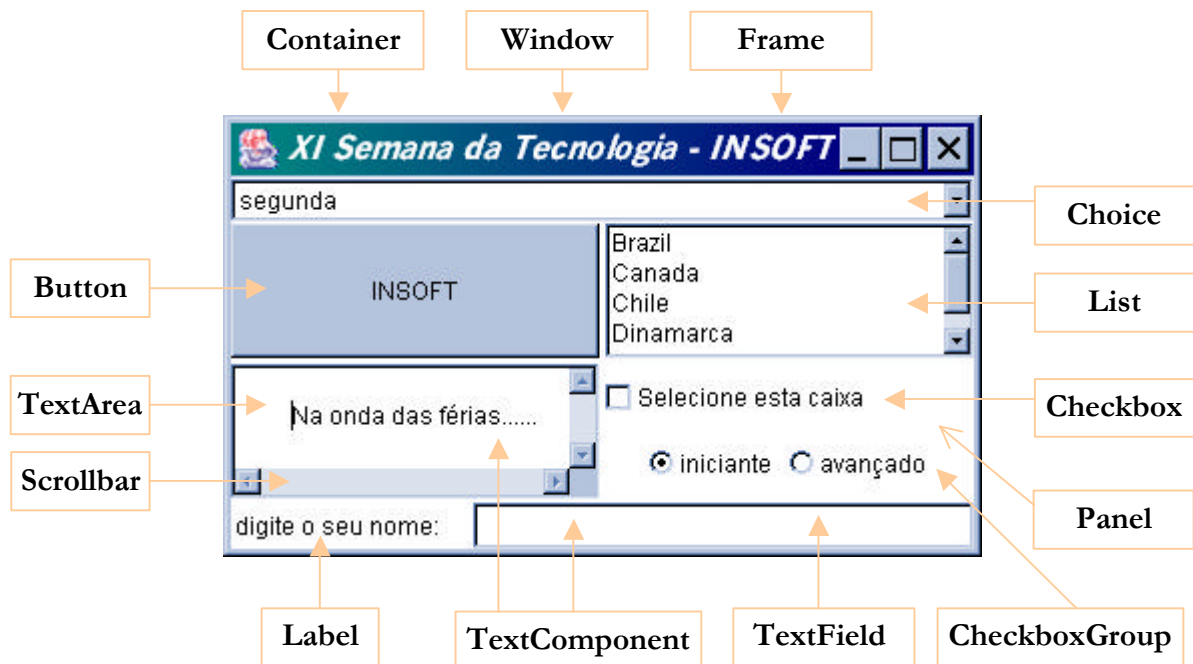 Container Window Frame
XI Semana da Tecnologia - INSOFT
segunda
Choice
Button
INSOFT
Brazil
Canada
Chile
Dinamarca
List
TextArea
Na onda das férias......
Selecione esta caixa
Checkbox
Scrollbar
iniciante avançado
Panel
digite o seu nome:
Label TextComponent TextField CheckboxGroup